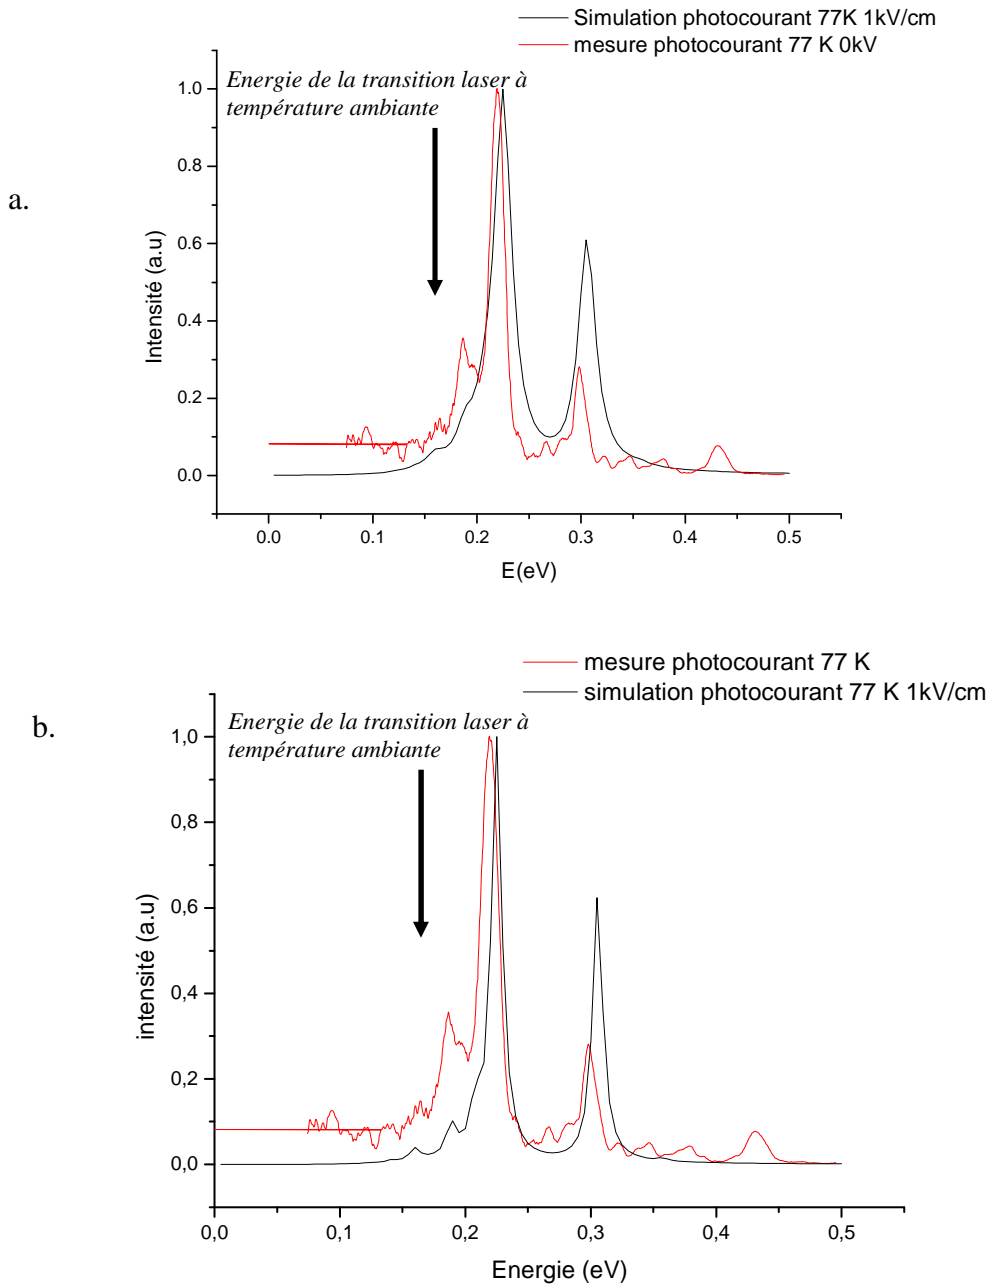 Simulation photocourant 77K 1kV/cm
mesure photocourant 77 K 0kV
Energie de la transition laser à
température ambiante
a.
1.0
0.8
0.6
0.4
0.2
0.0
Intensité (a.u)
0.0 0.1 0.2 0.3 0.4 0.5
E(eV)
mesure photocourant 77 K
simulation photocourant 77 K 1kV/cm
b.
Energie de la transition laser à
température ambiante
1,0
0,8
0,6
0,4
0,2
0,0
intensité (a.u)
0,0 0,1 0,2 0,3 0,4 0,5
Energie (eV)